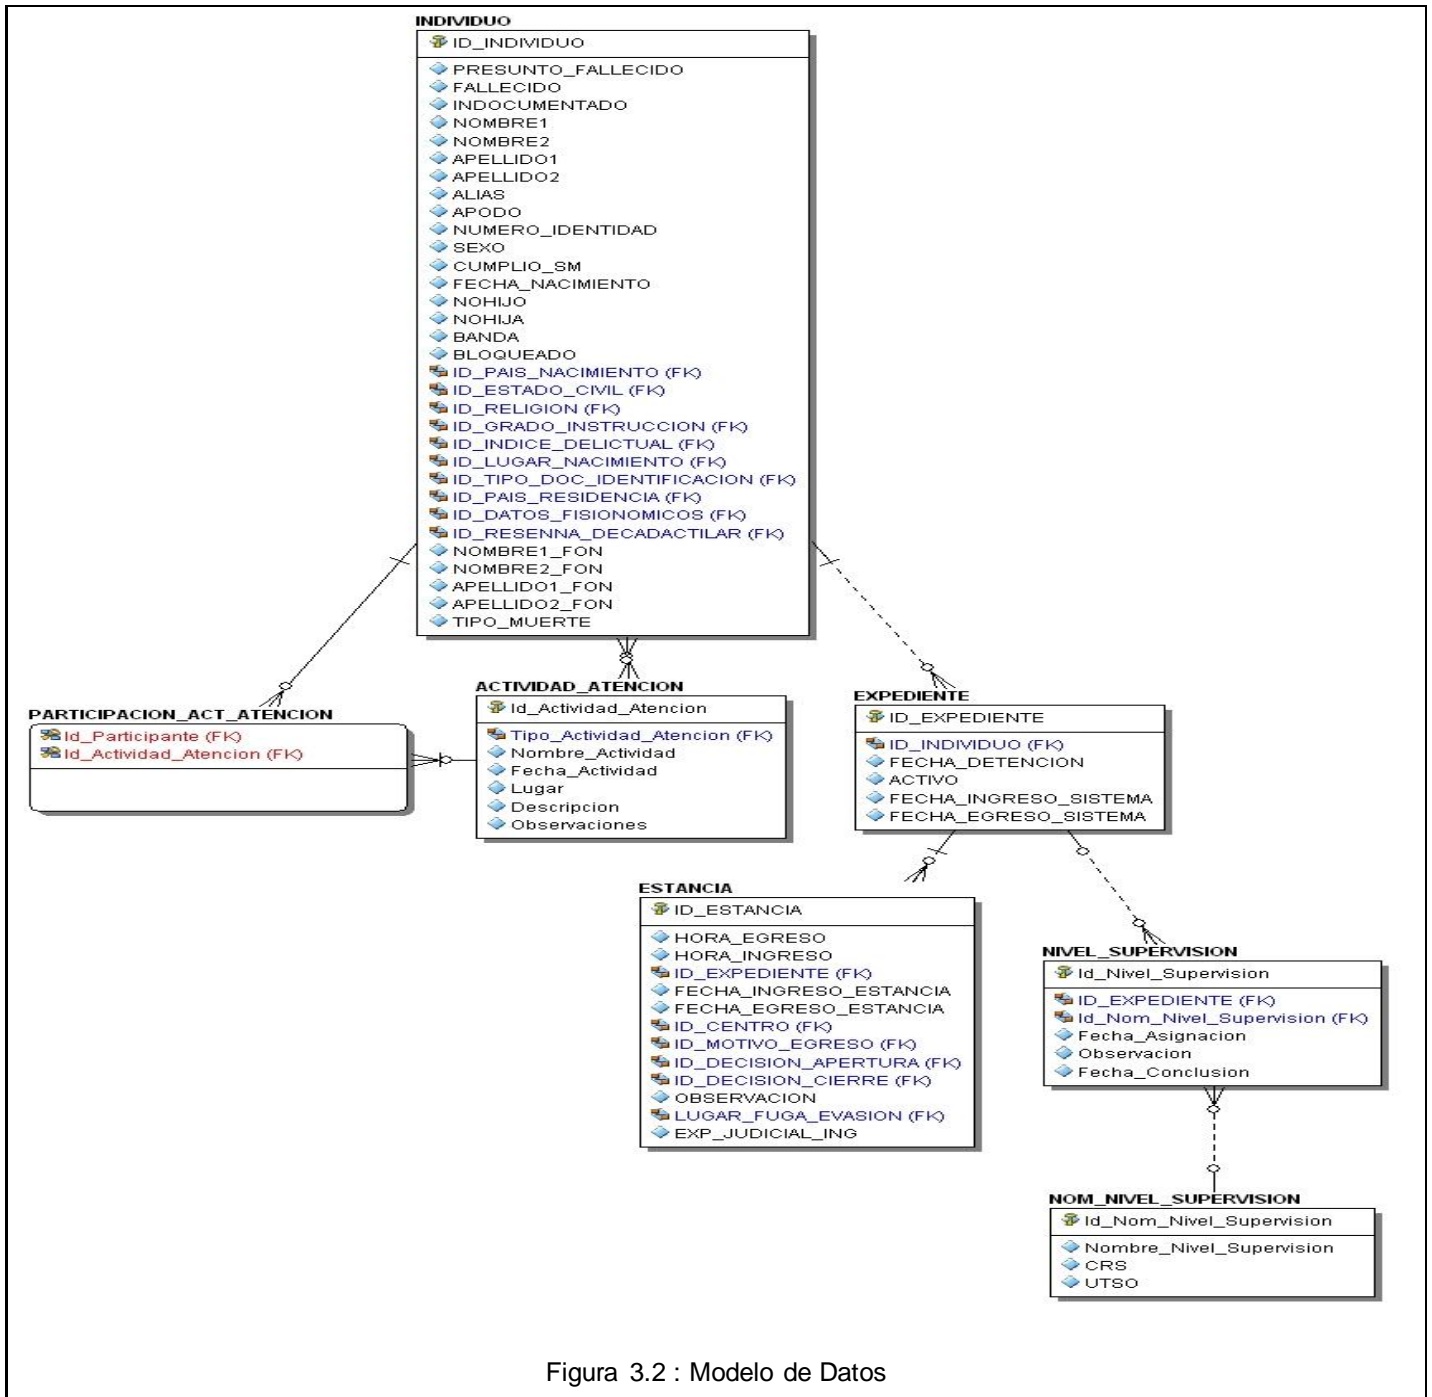 INDIVIDUO
ID_INDIVIDUO
PRESUNTO_FALLECIDO
FALLECIDO
INDOCUMENTADO
NOMBRE1
NOMBRE2
APELLIDO1
APELLIDO2
ALIAS
APODO
NUMERO_IDENTIDAD
SEXO
CUMPLIO_SM
FECHA_NACIMIENTO
NOHIJO
NOHIJA
BANDA
BLOQUEADO
ID_PAIS_NACIMIENTO (FK)
ID_ESTADO_CIVIL (FK)
ID_RELIGION (FK)
ID_GRADO_INSTRUCCION (FK)
ID_INDICE_DELICTUAL (FK)
ID_LUGAR_NACIMIENTO (FK)
ID_TIPO_DOC_IDENTIFICACION (FK)
ID_PAIS_RESIDENCIA (FK)
ID_DATOS_FISIONOMICOS (FK)
ID_RESENNA_DECADACTILAR (FK)
NOMBRE1_FON
NOMBRE2_FON
APELLIDO1_FON
APELLIDO2_FON
TIPO_MUERTE
PARTICIPACION_ACT_ATENCION
Id_Participante (FK)
Id_Actividad_Atencion (FK)
ACTIVIDAD_ATENCION
Id_Actividad_Atencion
Tipo_Actividad_Atencion (FK)
Nombre_Actividad
Fecha_Actividad
Lugar
Descripcion
Observaciones
EXPEDIENTE
ID_EXPEDIENTE
ID_INDIVIDUO (FK)
FECHA_DETENCION
ACTIVO
FECHA_INGRESO_SISTEMA
FECHA_EGRESO_SISTEMA
ESTANCIA
ID_ESTANCIA
HORA_EGRESO
HORA_INGRESO
ID_EXPEDIENTE (FK)
FECHA_INGRESO_ESTANCIA
FECHA_EGRESO_ESTANCIA
ID_CENTRO (FK)
ID_MOTIVO_EGRESO (FK)
ID_DECISION_APERTURA (FK)
ID_DECISION_CIERRE (FK)
OBSERVACION
LUGAR_FUGA_EVASION (FK)
EXP_JUDICIAL_ING
NIVEL_SUPERVISION
Id_Nivel_Supervision
ID_EXPEDIENTE (FK)
Id_Nom_Nivel_Supervision (FK)
Fecha_Asignacion
Observacion
Fecha_Conclusion
NOM_NIVEL_SUPERVISION
Id_Nom_Nivel_Supervision
Nombre_Nivel_Supervision
CRS
UTSO
Figura 3.2 : Modelo de Datos